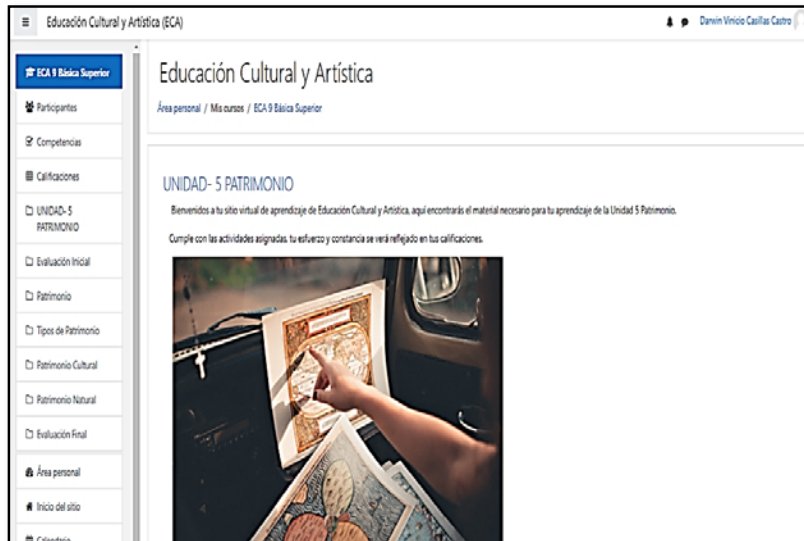 Educación Cultural y Artística (ECA)
Darwin Vinicio Casillas Castro
ECA 9 Básica Superior
Participantes
Competencias
Calificaciones
UNIDAD- 5
PATRIMONIO
Evaluación Inicial
Patrimonio
Tipos de Patrimonio
Patrimonio Cultural
Patrimonio Natural
Evaluación Final
Área personal
Inicio del sitio
Calendario
Educación Cultural y Artística
Área personal / Mis cursos / ECA 9 Básica Superior
UNIDAD- 5 PATRIMONIO
Bienvenidos a tu sitio virtual de aprendizaje de Educación Cultural y Artística, aquí encontrarás el material necesario para tu aprendizaje de la Unidad 5 Patrimonio.
Cumple con las actividades asignadas, tu esfuerzo y constancia se verá reflejado en tus calificaciones.